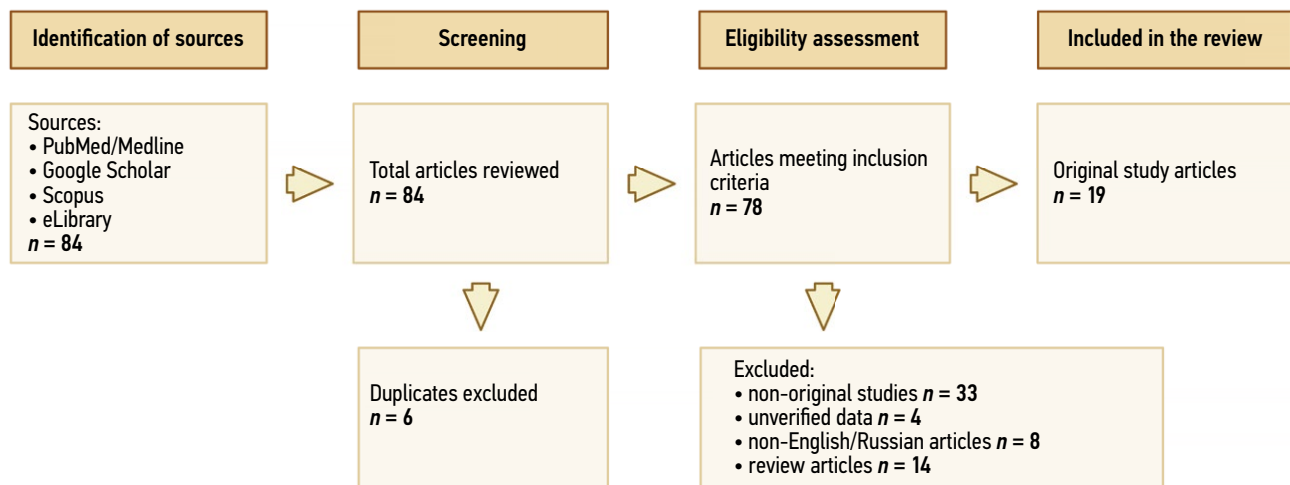 Identification of sources
Screening
Eligibility assessment
Included in the review
Sources:
• PubMed/Medline
• Google Scholar
• Scopus
• eLibrary
n = 84
Total articles reviewed
n = 84
Articles meeting inclusion
criteria
n = 78
Original study articles
n = 19
Duplicates excluded
n = 6
Excluded:
• non-original studies n = 33
• unverified data n = 4
• non-English/Russian articles n = 8
• review articles n = 14